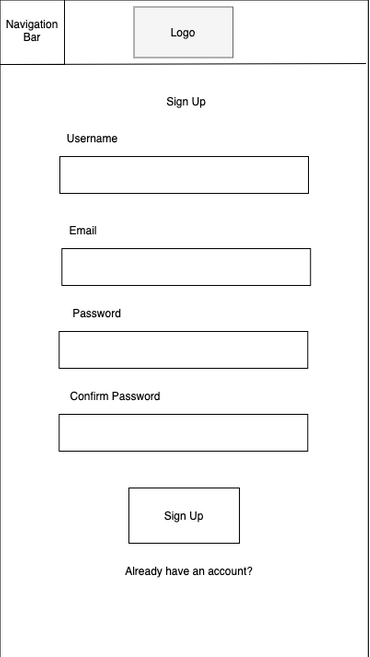 Navigation
Bar
Logo
Sign Up
Username
Email
Password
Confirm Password
Sign Up
Already have an account?